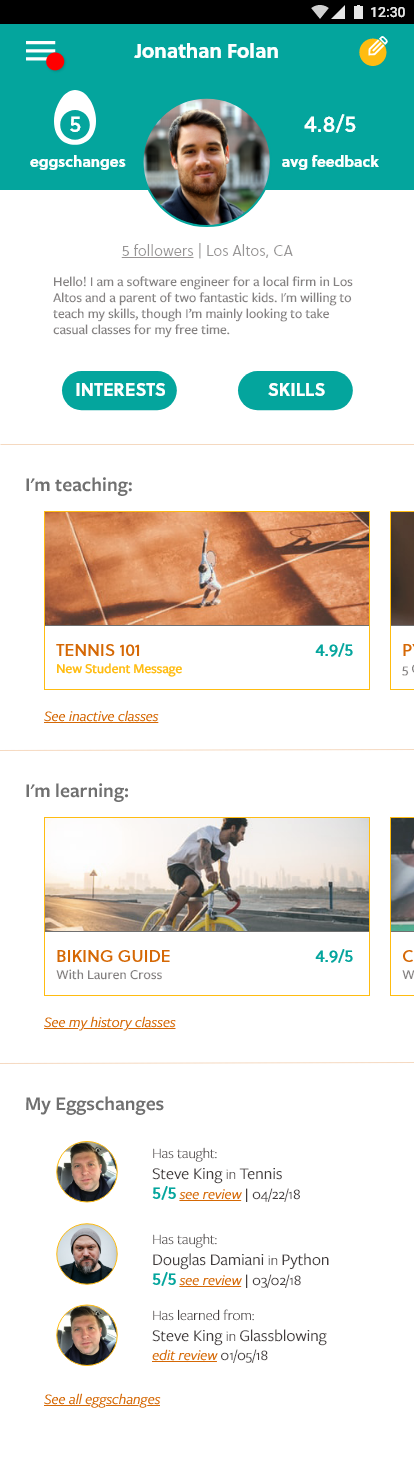 12:30
Jonathan Folan
5
eggschanges
4.8/5
avg feedback
5 followers | Los Altos, CA
Hello! I am a software engineer for a local firm in Los
Altos and a parent of two fantastic kids. I'm willing to
teach my skills, though I'm mainly looking to take
casual classes for my free time.
INTERESTS
SKILLS
I'm teaching:
TENNIS 101
4.9/5
New Student Message
P
5
See inactive classes
I'm learning:
BIKING GUIDE
4.9/5
With Lauren Cross
C
W
See my history classes
My Eggschanges
Has taught:
Steve King in Tennis
5/5 see review | 04/22/18
Has taught:
Douglas Damiani in Python
5/5 see review | 03/02/18
Has learned from:
Steve King in Glassblowing
edit review 01/05/18
See all eggschanges